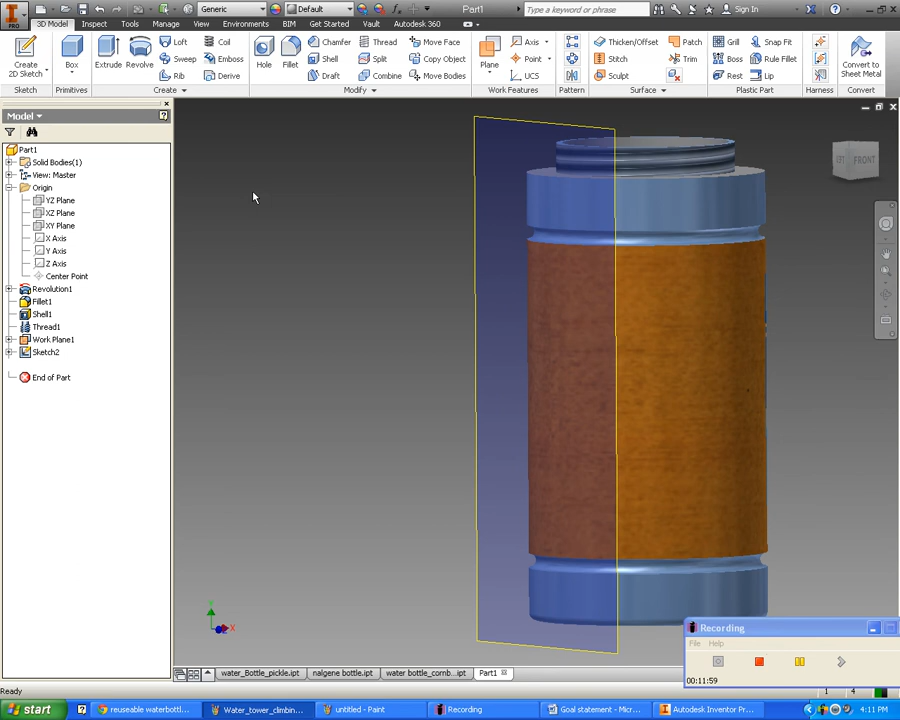 Generic Default Part1 Type a keyword or phrase Sign In
PRO 3D Model Inspect Tools Manage View Environments BIM Get Started Vault Autodesk 360
Create 2D Sketch Box Extrude Revolve Loft Coil Hole Fillet Chamfer Thread Move Face Plane Axis Thicken/Offset Patch Grill Snap Fit Convert to Sheet Metal
Sweep Emboss Shell Split Copy Object Point Stitch Trim Boss Rule Fillet
Rib Derive Draft Combine Move Bodies UCS Sculpt Rest Lip
Sketch Primitives Create Modify Work Features Pattern Surface Plastic Part Harness Convert
Model
Part1
Solid Bodies(1)
View: Master
Origin
YZ Plane
XZ Plane
XY Plane
X Axis
Y Axis
Z Axis
Center Point
Revolution1
Fillet1
Shell1
Thread1
Work Plane1
Sketch2
End of Part
FRONT
Y
X
Recording
File Help
00:11:59
water_Bottle_pickle.ipt nalgene bottle.ipt water bottle_comb...ipt Part1
Ready 1 4
start reusable waterbottl... Water_tower_climbin... untitled - Paint Recording Goal statement - Micr... Autodesk Inventor Pr... 4:11 PM